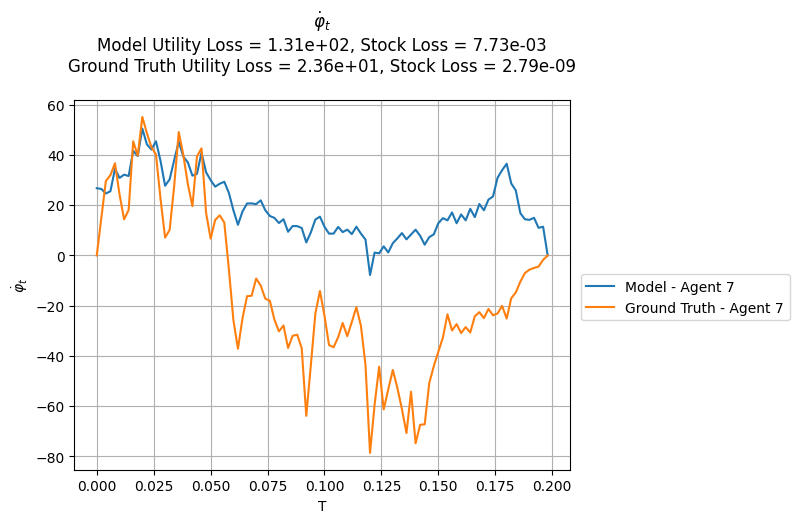 φ̇ₜ
Model Utility Loss = 1.31e+02, Stock Loss = 7.73e-03
Ground Truth Utility Loss = 2.36e+01, Stock Loss = 2.79e-09
60
40
20
0
−20
−40
−60
−80
φ̇ₜ
0.000
0.025
0.050
0.075
0.100
0.125
0.150
0.175
0.200
T
Model - Agent 7
Ground Truth - Agent 7